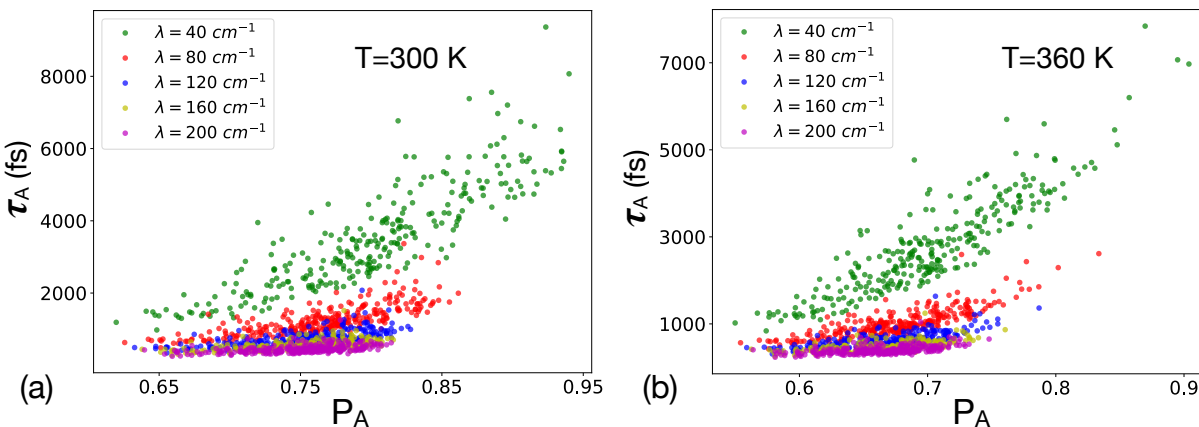 λ = 40 cm⁻¹
λ = 80 cm⁻¹
λ = 120 cm⁻¹
λ = 160 cm⁻¹
λ = 200 cm⁻¹
T=300 K
8000
6000
4000
2000
τA (fs)
0.65
0.75
0.85
0.95
PA
(a)
λ = 40 cm⁻¹
λ = 80 cm⁻¹
λ = 120 cm⁻¹
λ = 160 cm⁻¹
λ = 200 cm⁻¹
T=360 K
7000
5000
3000
1000
τA (fs)
0.6
0.7
0.8
0.9
PA
(b)